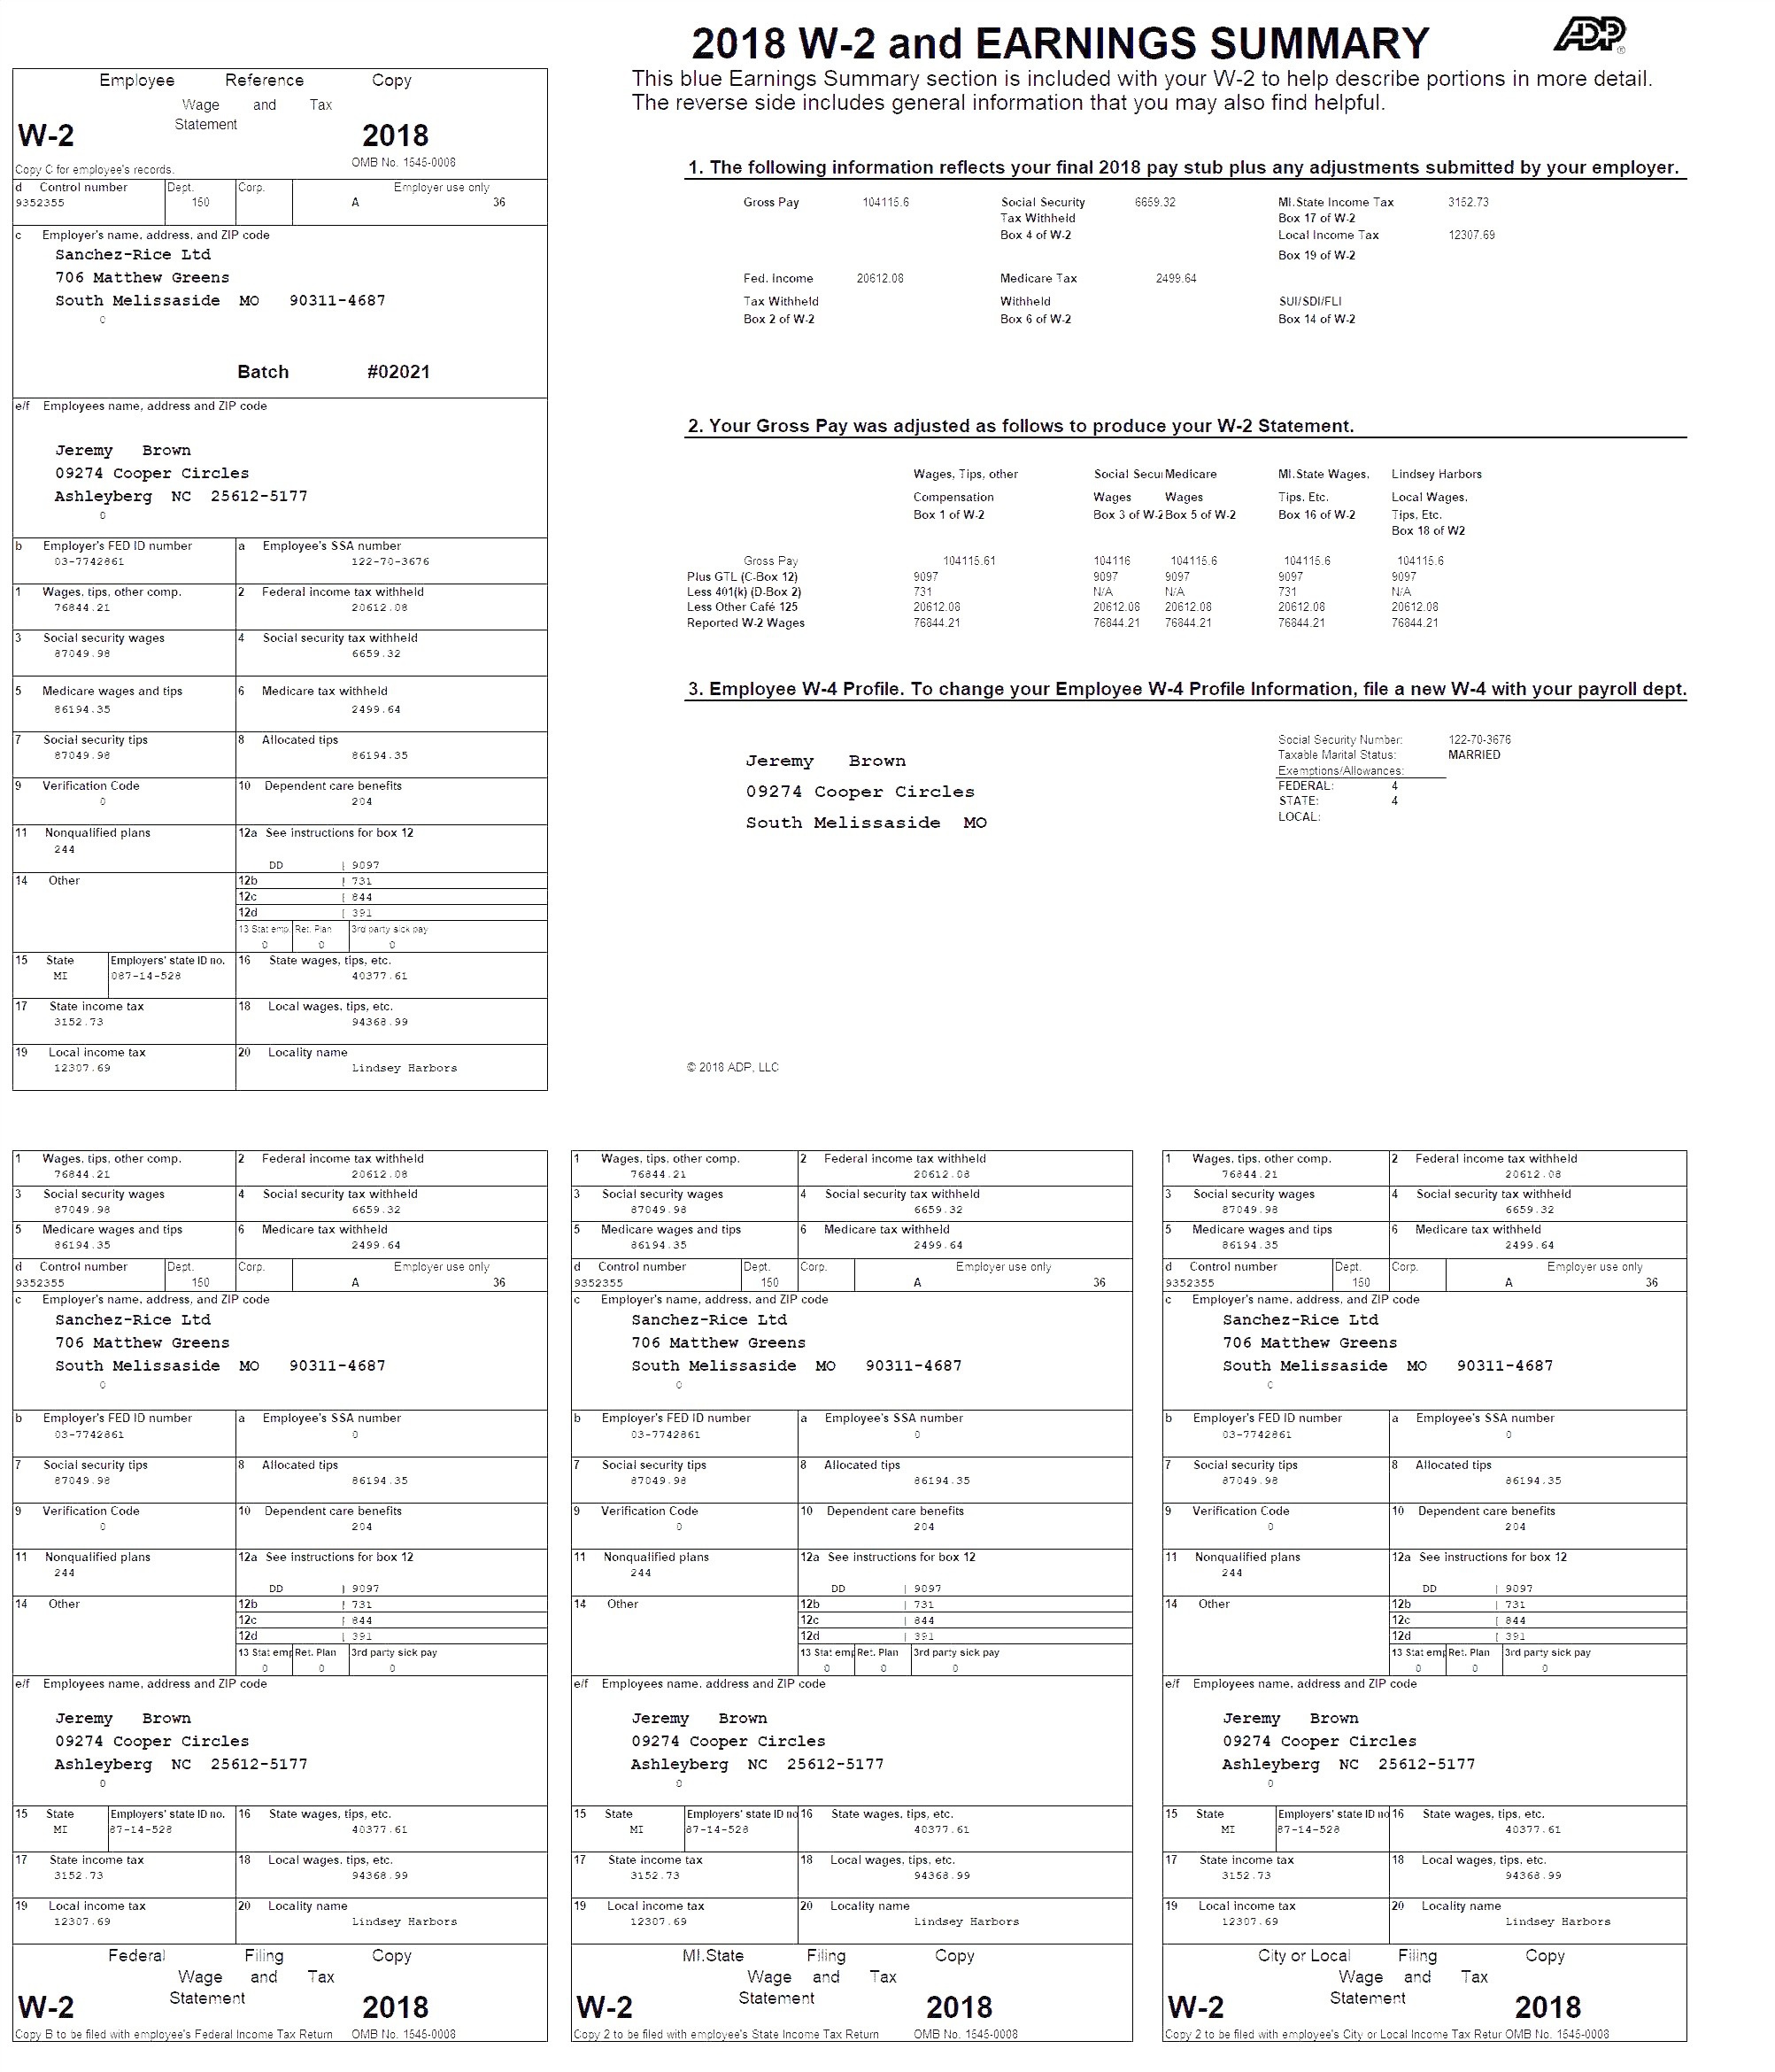 2018 W-2 and EARNINGS SUMMARY
ADP
®
This blue Earnings Summary section is included with your W-2 to help describe portions in more detail.
The reverse side includes general information that you may also find helpful.
Employee Reference Copy
Wage and Tax
Statement
W-2 2018
Copy C for employee's records. OMB No. 1545-0008
d Control number Dept. Corp. Employer use only
9352355 150 A 36
c Employer's name, address, and ZIP code
Sanchez-Rice Ltd
706 Matthew Greens
South Melissaside MO 90311-4687
0
Batch #02021
e/f Employees name, address and ZIP code
Jeremy Brown
09274 Cooper Circles
Ashleyberg NC 25612-5177
0
b Employer's FED ID number a Employee's SSA number
03-7742861 122-70-3676
1 Wages, tips, other comp. 2 Federal income tax withheld
76844.21 20612.08
3 Social security wages 4 Social security tax withheld
87049.98 6659.32
5 Medicare wages and tips 6 Medicare tax withheld
86194.35 2499.64
7 Social security tips 8 Allocated tips
87049.98 86194.35
9 Verification Code 10 Dependent care benefits
0 204
11 Nonqualified plans 12a See instructions for box 12
244
DD 9097
14 Other 12b 731
12c 844
12d 391
13 Stat emp. Ret. Plan 3rd party sick pay
0 0 0
15 State Employers' state ID no. 16 State wages, tips, etc.
MI 087-14-528 40377.61
17 State income tax 18 Local wages, tips, etc.
3152.73 94368.99
19 Local income tax 20 Locality name
12307.69 Lindsey Harbors
1. The following information reflects your final 2018 pay stub plus any adjustments submitted by your employer.
Gross Pay 104115.6 Social Security 6659.32 MI.State Income Tax 3152.73
Tax Withheld Box 17 of W-2
Box 4 of W-2 Local Income Tax 12307.69
Box 19 of W-2
Fed. Income 20612.08 Medicare Tax 2499.64
Tax Withheld Withheld SUI/SDI/FLI
Box 2 of W-2 Box 6 of W-2 Box 14 of W-2
2. Your Gross Pay was adjusted as follows to produce your W-2 Statement.
Wages, Tips, other Social Secu Medicare MI.State Wages, Lindsey Harbors
Compensation Wages Wages Tips, Etc. Local Wages,
Box 1 of W-2 Box 3 of W-2 Box 5 of W-2 Box 16 of W-2 Tips, Etc.
Box 18 of W2
Gross Pay 104115.61 104116 104115.6 104115.6 104115.6
Plus GTL (C-Box 12) 9097 9097 9097 9097 9097
Less 401(k) (D-Box 2) 731 N/A N/A 731 N/A
Less Other Café 125 20612.08 20612.08 20612.08 20612.08 20612.08
Reported W-2 Wages 76844.21 76844.21 76844.21 76844.21 76844.21
3. Employee W-4 Profile. To change your Employee W-4 Profile Information, file a new W-4 with your payroll dept.
Jeremy Brown
09274 Cooper Circles
South Melissaside MO
Social Security Number: 122-70-3676
Taxable Marital Status: MARRIED
Exemptions/Allowances:
FEDERAL: 4
STATE: 4
LOCAL:
© 2018 ADP, LLC
1 Wages, tips, other comp. 2 Federal income tax withheld
76844.21 20612.08
3 Social security wages 4 Social security tax withheld
87049.98 6659.32
5 Medicare wages and tips 6 Medicare tax withheld
86194.35 2499.64
d Control number Dept. Corp. Employer use only
9352355 150 A 36
c Employer's name, address, and ZIP code
Sanchez-Rice Ltd
706 Matthew Greens
South Melissaside MO 90311-4687
0
b Employer's FED ID number a Employee's SSA number
03-7742861 0
7 Social security tips 8 Allocated tips
87049.98 86194.35
9 Verification Code 10 Dependent care benefits
0 204
11 Nonqualified plans 12a See instructions for box 12
244
DD 9097
14 Other 12b 731
12c 844
12d 391
13 Stat emp Ret. Plan 3rd party sick pay
0 0 0
e/f Employees name, address and ZIP code
Jeremy Brown
09274 Cooper Circles
Ashleyberg NC 25612-5177
0
15 State Employers' state ID no. 16 State wages, tips, etc.
MI 87-14-528 40377.61
17 State income tax 18 Local wages, tips, etc.
3152.73 94368.99
19 Local income tax 20 Locality name
12307.69 Lindsey Harbors
Federal Filing Copy
Wage and Tax
Statement
W-2 2018
Copy B to be filed with employee's Federal Income Tax Return OMB No. 1545-0008
1 Wages, tips, other comp. 2 Federal income tax withheld
76844.21 20612.08
3 Social security wages 4 Social security tax withheld
87049.98 6659.32
5 Medicare wages and tips 6 Medicare tax withheld
86194.35 2499.64
d Control number Dept. Corp. Employer use only
9352355 150 A 36
c Employer's name, address, and ZIP code
Sanchez-Rice Ltd
706 Matthew Greens
South Melissaside MO 90311-4687
0
b Employer's FED ID number a Employee's SSA number
03-7742861 0
7 Social security tips 8 Allocated tips
87049.98 86194.35
9 Verification Code 10 Dependent care benefits
0 204
11 Nonqualified plans 12a See instructions for box 12
244
DD 9097
14 Other 12b 731
12c 844
12d 391
13 Stat emp Ret. Plan 3rd party sick pay
0 0 0
e/f Employees name, address and ZIP code
Jeremy Brown
09274 Cooper Circles
Ashleyberg NC 25612-5177
0
15 State Employers' state ID no 16 State wages, tips, etc.
MI 87-14-528 40377.61
17 State income tax 18 Local wages, tips, etc.
3152.73 94368.99
19 Local income tax 20 Locality name
12307.69 Lindsey Harbors
MI.State Filing Copy
Wage and Tax
Statement
W-2 2018
Copy 2 to be filed with employee's State Income Tax Return OMB No. 1545-0008
1 Wages, tips, other comp. 2 Federal income tax withheld
76844.21 20612.08
3 Social security wages 4 Social security tax withheld
87049.98 6659.32
5 Medicare wages and tips 6 Medicare tax withheld
86194.35 2499.64
d Control number Dept. Corp. Employer use only
9352355 150 A 36
c Employer's name, address, and ZIP code
Sanchez-Rice Ltd
706 Matthew Greens
South Melissaside MO 90311-4687
0
b Employer's FED ID number a Employee's SSA number
03-7742861 0
7 Social security tips 8 Allocated tips
87049.98 86194.35
9 Verification Code 10 Dependent care benefits
0 204
11 Nonqualified plans 12a See instructions for box 12
244
DD 9097
14 Other 12b 731
12c 844
12d 391
13 Stat emp Ret. Plan 3rd party sick pay
0 0 0
e/f Employees name, address and ZIP code
Jeremy Brown
09274 Cooper Circles
Ashleyberg NC 25612-5177
0
15 State Employers' state ID no 16 State wages, tips, etc.
MI 87-14-528 40377.61
17 State income tax 18 Local wages, tips, etc.
3152.73 94368.99
19 Local income tax 20 Locality name
12307.69 Lindsey Harbors
City or Local Filing Copy
Wage and Tax
Statement
W-2 2018
Copy 2 to be filed with employee's City or Local Income Tax Retur OMB No. 1545-0008